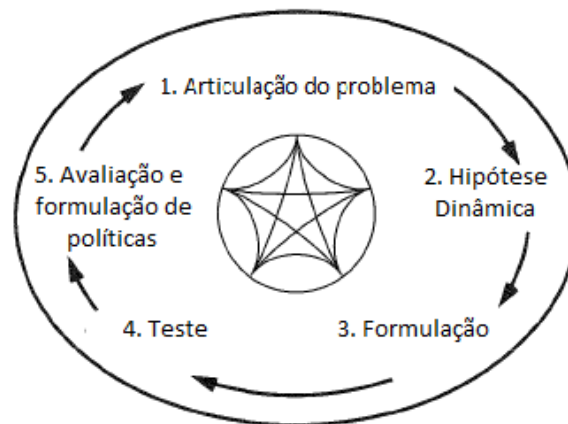 1. Articulação do problema
2. Hipótese
Dinâmica
3. Formulação
4. Teste
5. Avaliação e
formulação de
políticas